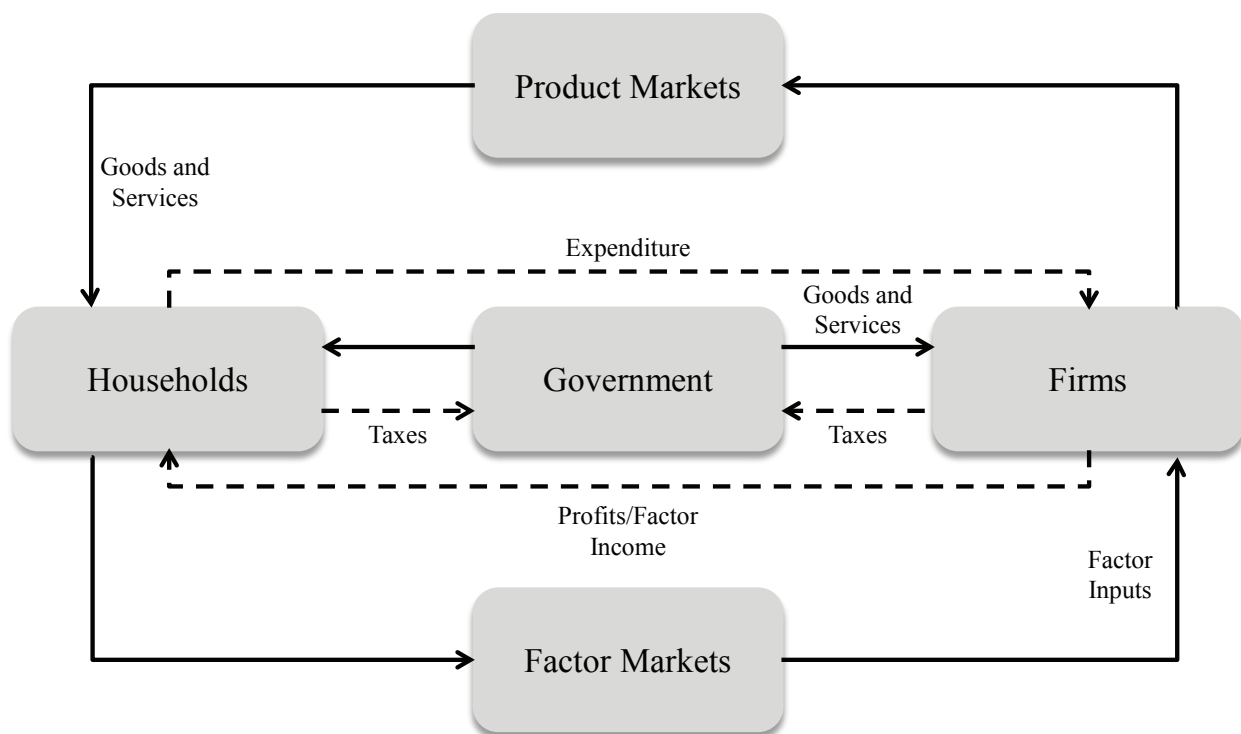 Product Markets
Goods and
Services
Expenditure
Goods and
Services
Households
Government
Firms
Taxes
Taxes
Profits/Factor
Income
Factor
Inputs
Factor Markets